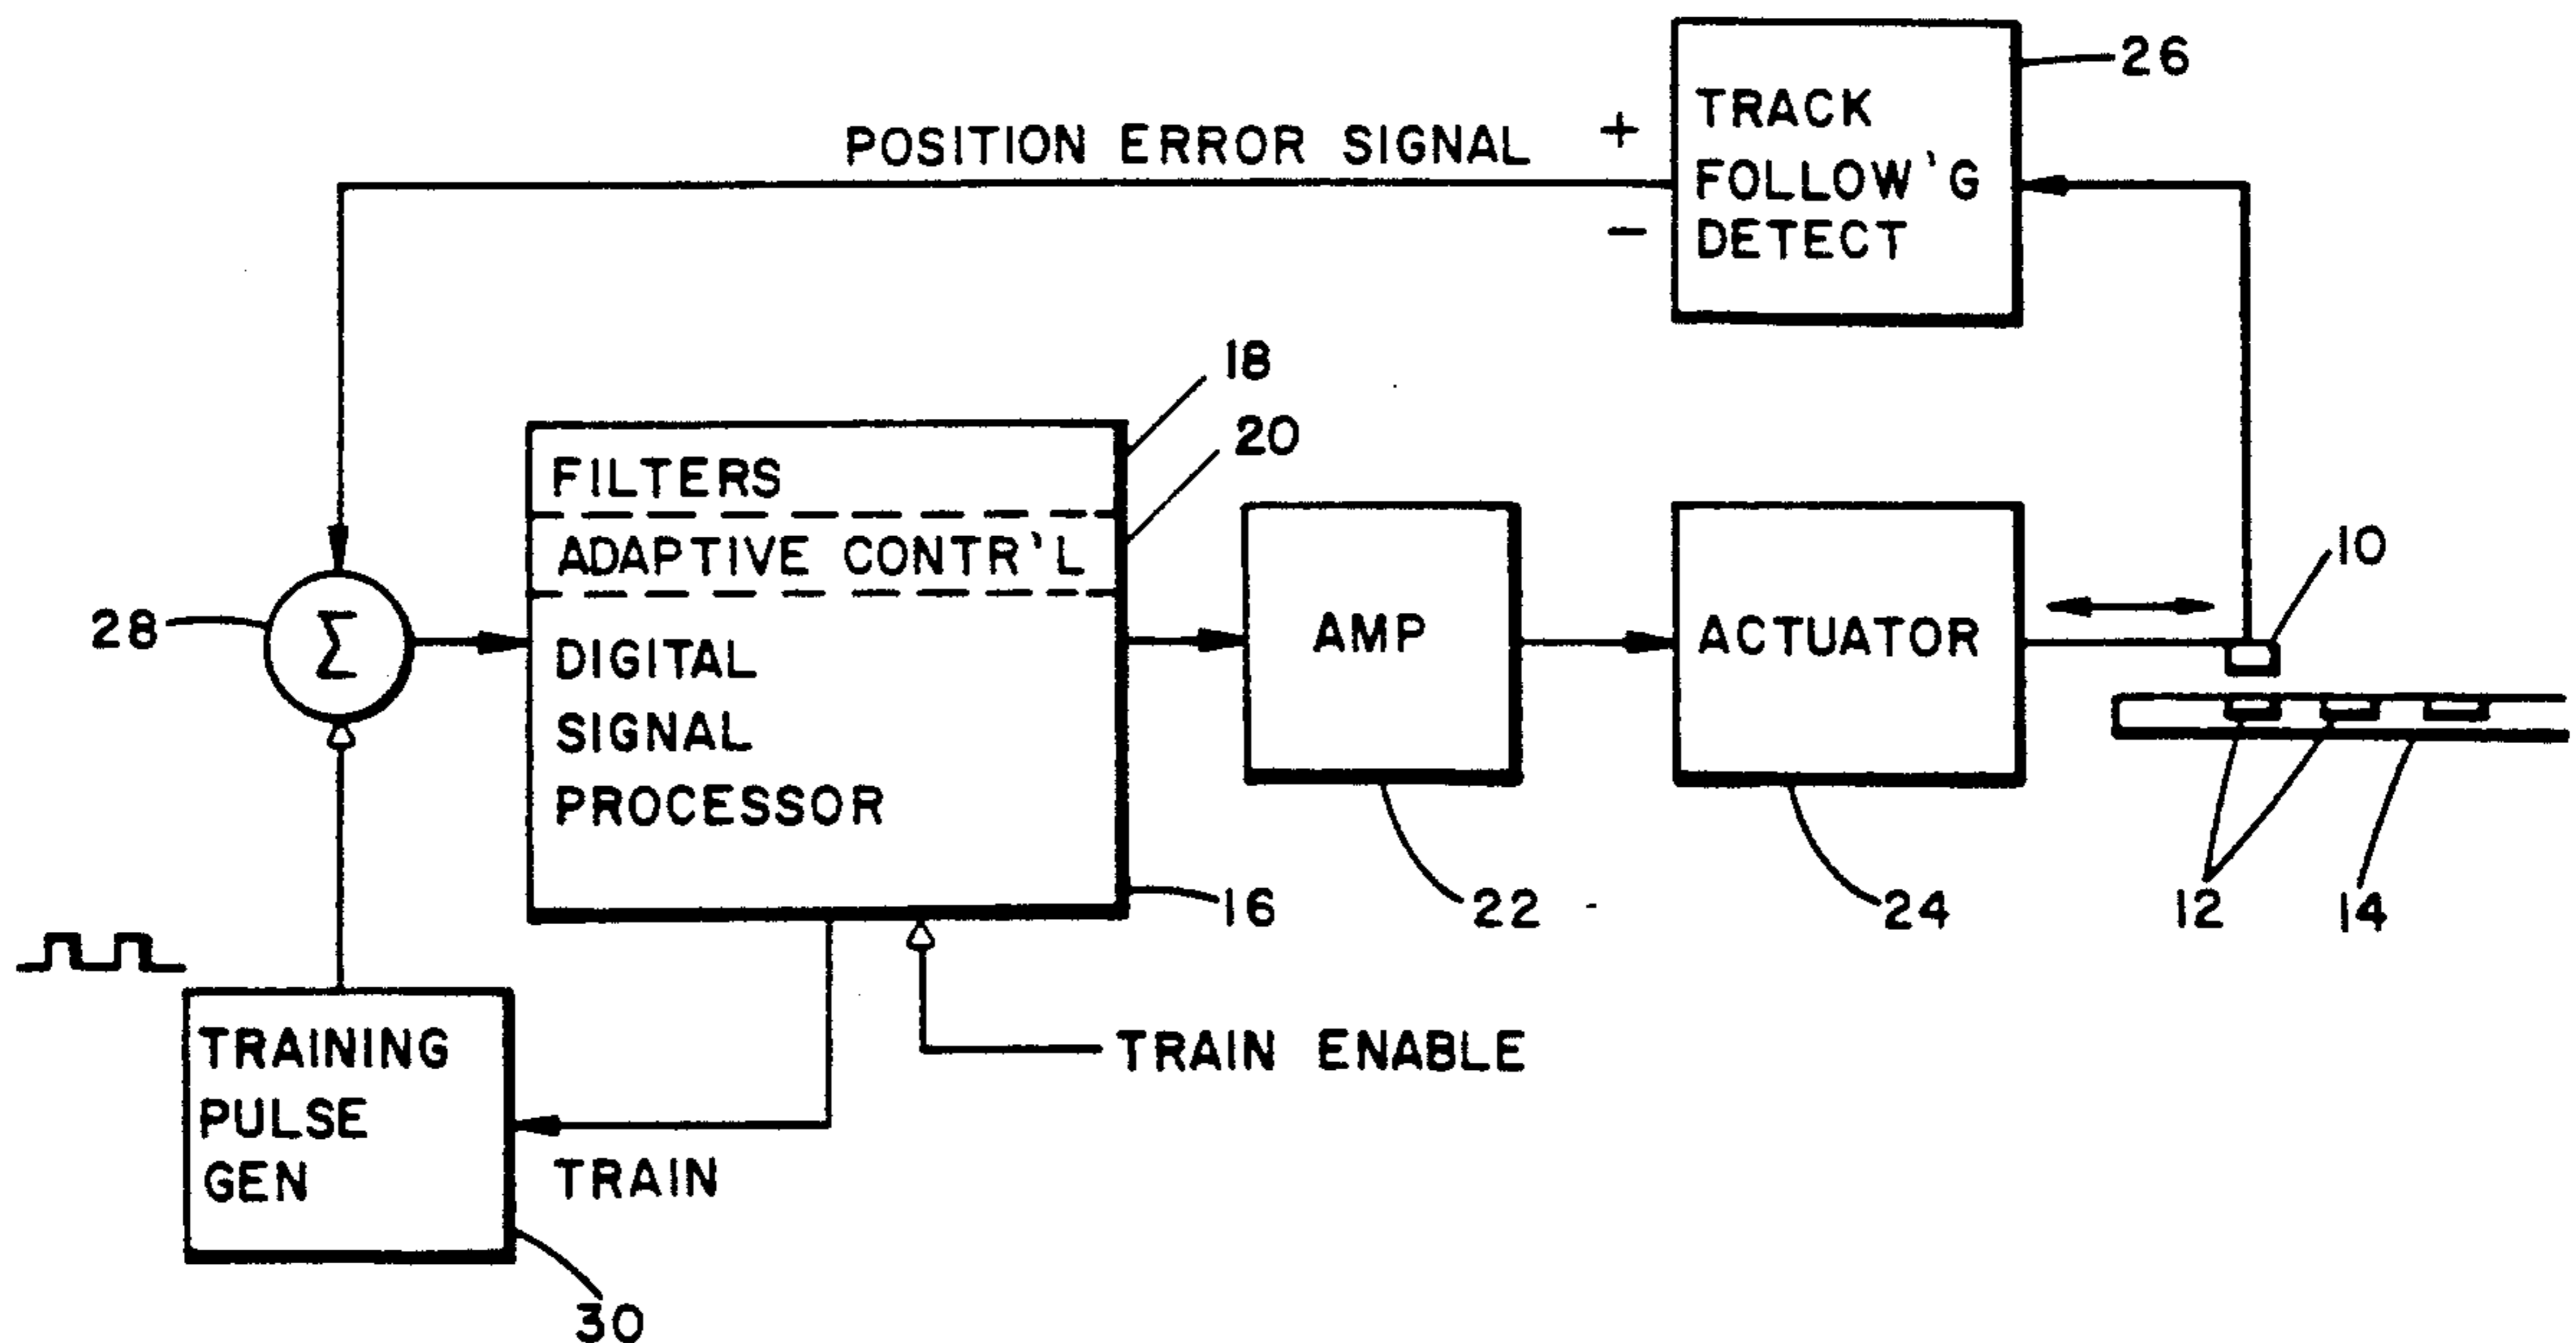 26
TRACK
FOLLOW'G
DETECT
POSITION ERROR SIGNAL
+
-
18
20
FILTERS
ADAPTIVE CONTR'L
DIGITAL
SIGNAL
PROCESSOR
16
28
Σ
AMP
22
ACTUATOR
24
10
12
14
TRAIN ENABLE
TRAINING
PULSE
GEN
TRAIN
30